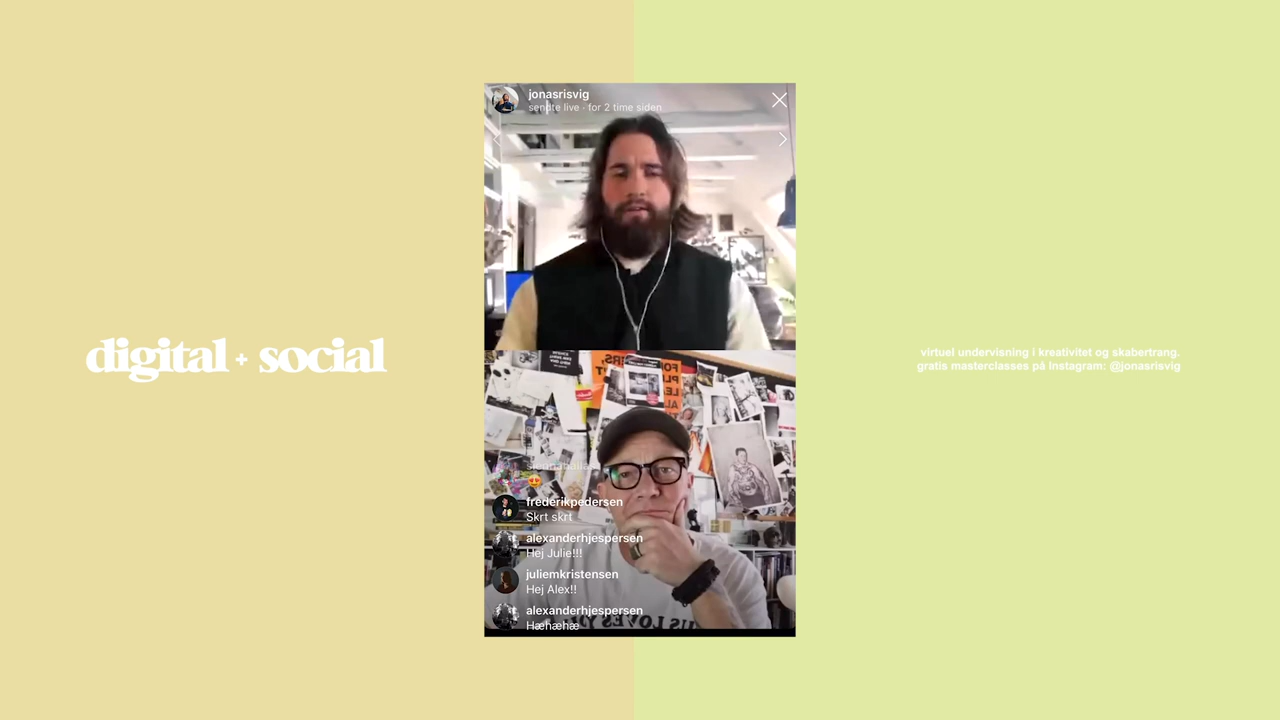 digital + social
jonasrisvig
sendte live · for 2 time siden
frederikpedersen
Skrt skrt
alexanderhjespersen
Hej Julie!!!
juliemkristensen
Hej Alex!!
alexanderhjespersen
Hæhæhæ
virtuel undervisning i kreativitet og skabertrang.
gratis masterclasses på Instagram: @jonasrisvig